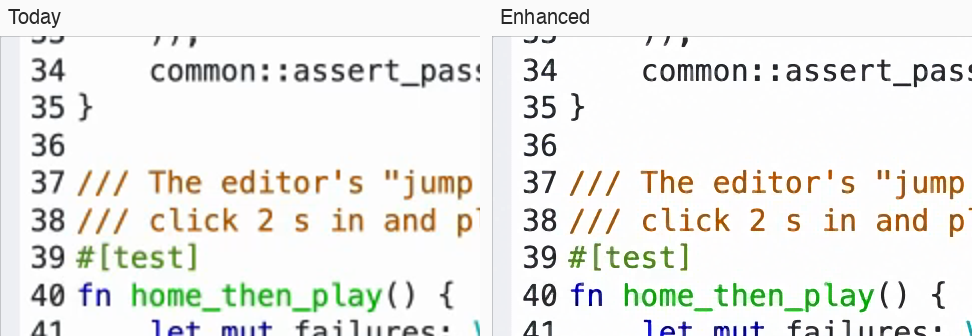 Today
33 //;
34 common::assert_pass
35 }
36
37 /// The editor's "jump
38 /// click 2 s in and pl
39 #[test]
40 fn home_then_play() {
41 let mut failures:
Enhanced
34 common::assert_pass
35 }
36
37 /// The editor's "jump
38 /// click 2 s in and p
39 #[test]
40 fn home_then_play() {
41 let mut failures: